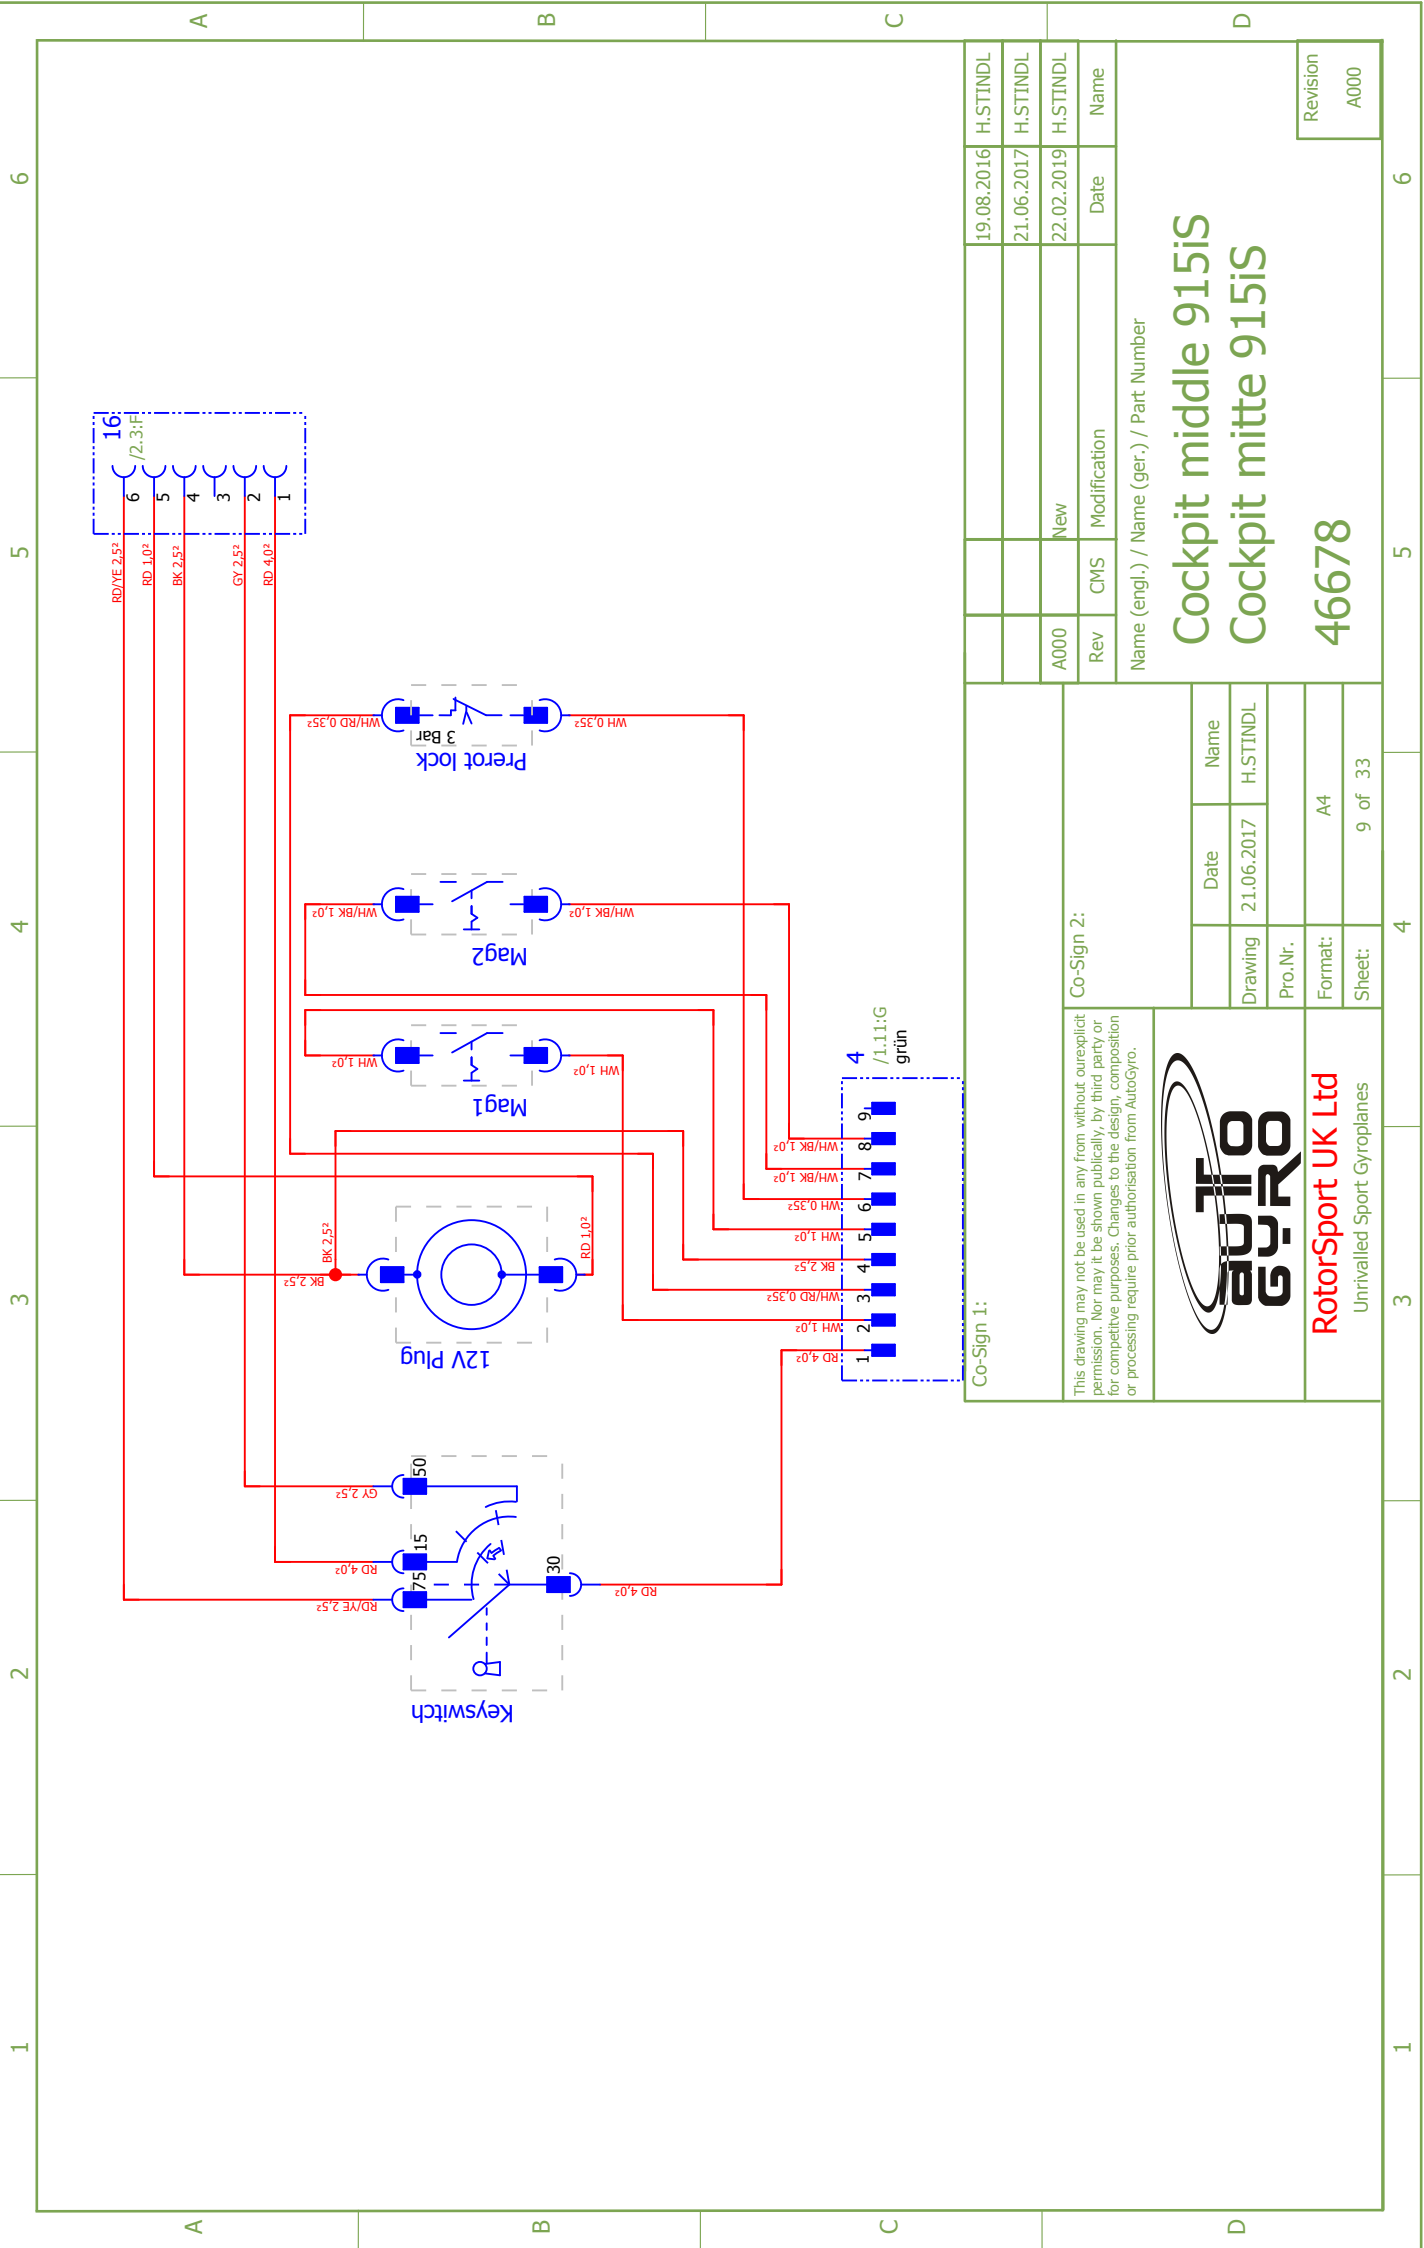 6
5
4
3
2
1
A
B
C
D
16
/2.3:F
6
5
4
3
2
1
RD/YE 2,5²
RD 1,0²
BK 2,5²
GY 2,5²
RD 4,0²
Keyswitch
75
15
50
30
RD/YE 2,5²
RD 4,0²
GY 2,5²
RD 4,0²
12V Plug
BK 2,5²
BK 2,5²
RD 1,0²
Mag1
WH 1,0²
WH 1,0²
Mag2
WH/BK 1,0²
WH/BK 1,0²
Prerot lock
3 Bar
WH/RD 0,35²
WH 0,35²
4
/1.11:G
grün
1
2
3
4
5
6
7
8
9
RD 4,0²
WH 1,0²
WH/RD 0,35²
BK 2,5²
WH 1,0²
WH 0,35²
WH/BK 1,0²
WH/BK 1,0²
Co-Sign 1:
Co-Sign 2:
This drawing may not be used in any from without ourexplicit
permission. Nor may it be shown publically, by third party or
for competitve purposes. Changes to the design, composition
or processing require prior authorisation from AutoGyro.
AUTO
GYRO
RotorSport UK Ltd
Unrivalled Sport Gyroplanes
Date Name
Drawing 21.06.2017 H.STINDL
Pro.Nr.
Format: A4
Sheet: 9 of 33
19.08.2016 H.STINDL
21.06.2017 H.STINDL
A000 New 22.02.2019 H.STINDL
Rev CMS Modification Date Name
Name (engl.) / Name (ger.) / Part Number
Cockpit middle 915iS
Cockpit mitte 915iS
46678
Revision
A000
1
2
3
4
5
6
A
B
C
D